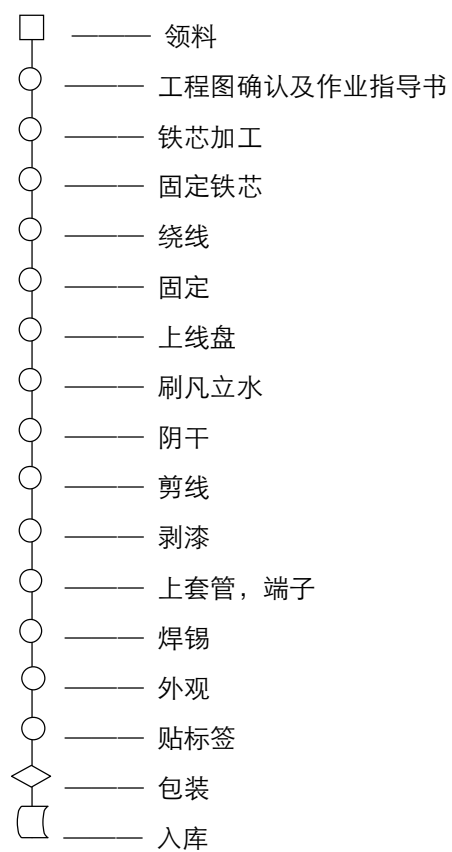 领料
工程图确认及作业指导书
铁芯加工
固定铁芯
绕线
固定
上线盘
刷凡立水
阴干
剪线
剥漆
上套管，端子
焊锡
外观
贴标签
包装
入库